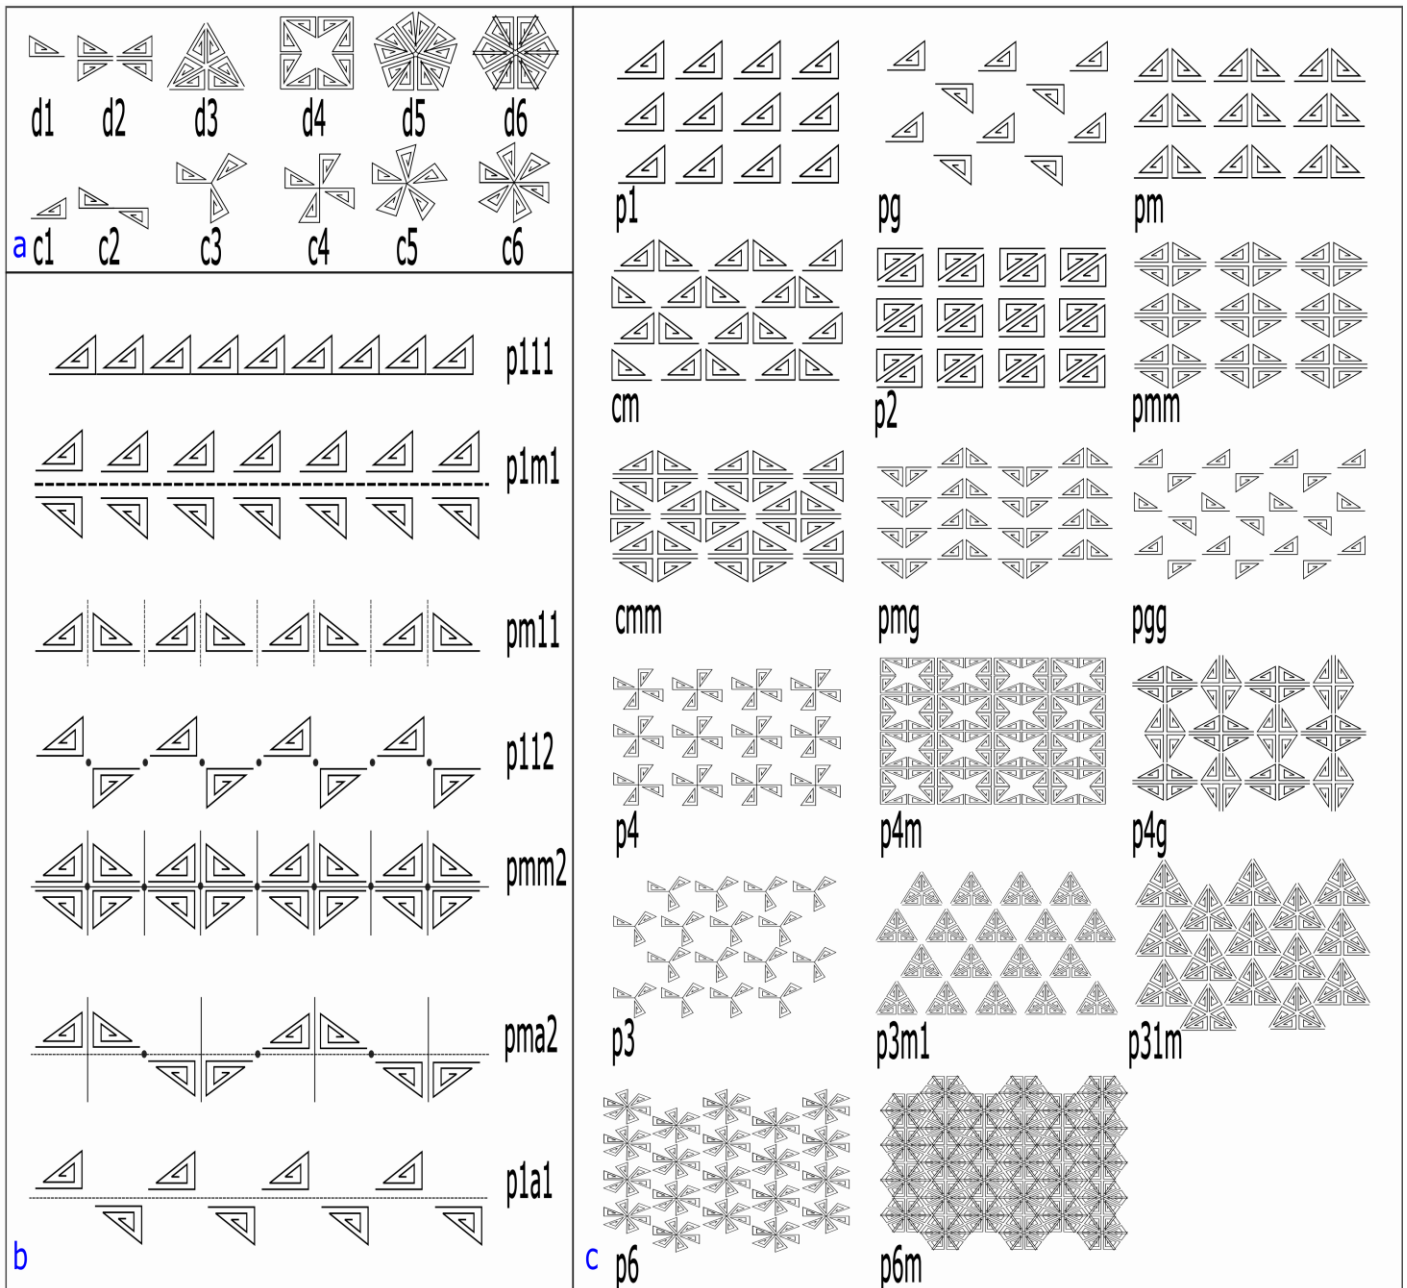 d1 d2 d3 d4 d5 d6
a c1 c2 c3 c4 c5 c6
p111
p1m1
pm11
p112
pmm2
pma2
p1a1
b
p1 pg pm
cm p2 pmm
cmm pmg pgg
p4 p4m p4g
p3 p3m1 p31m
c p6 p6m